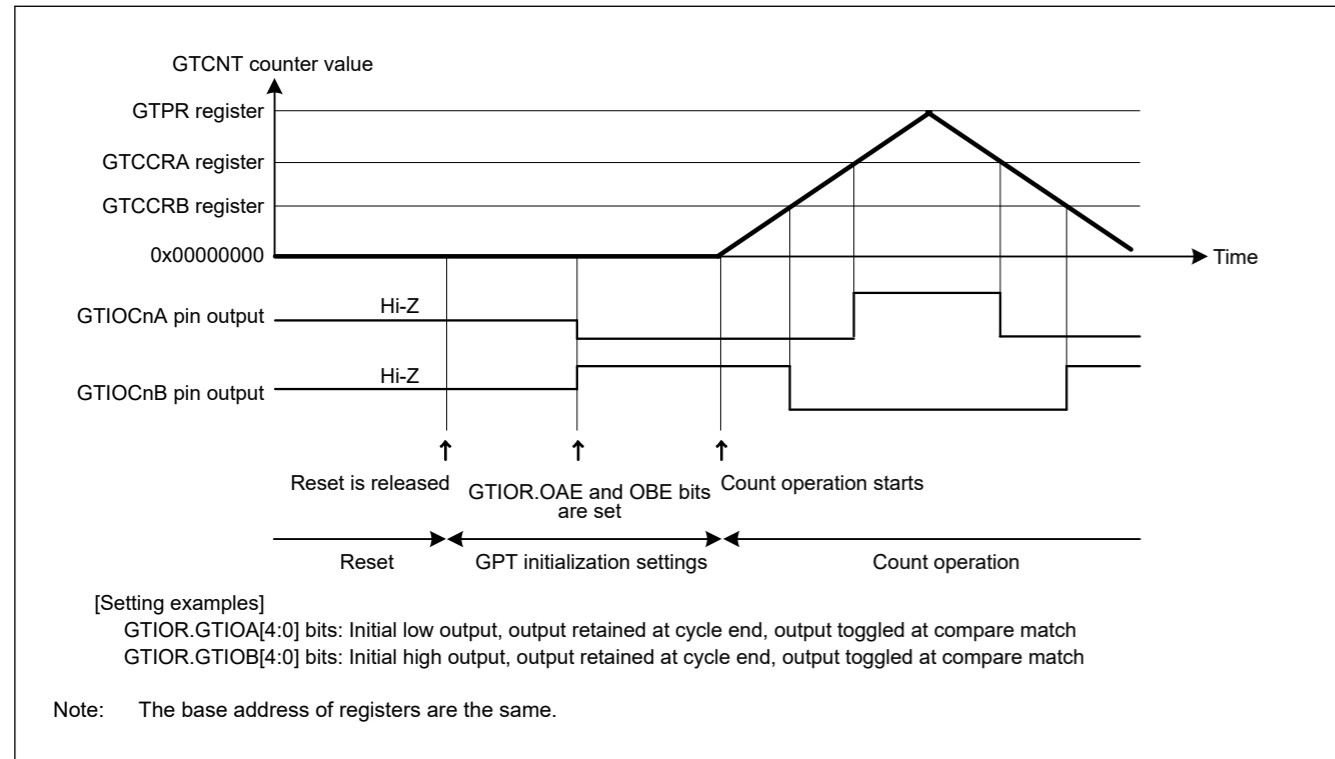 GTCNT counter value
GTPR register
GTCCRA register
GTCCRB register
0x00000000
Time
Hi-Z
GTIOCnA pin output
Hi-Z
GTIOCnB pin output
Reset is released
GTIOR.OAE and OBE bits
are set
Count operation starts
Reset
GPT initialization settings
Count operation
[Setting examples]
GTIOR.GTIOA[4:0] bits: Initial low output, output retained at cycle end, output toggled at compare match
GTIOR.GTIOB[4:0] bits: Initial high output, output retained at cycle end, output toggled at compare match
Note: The base address of registers are the same.